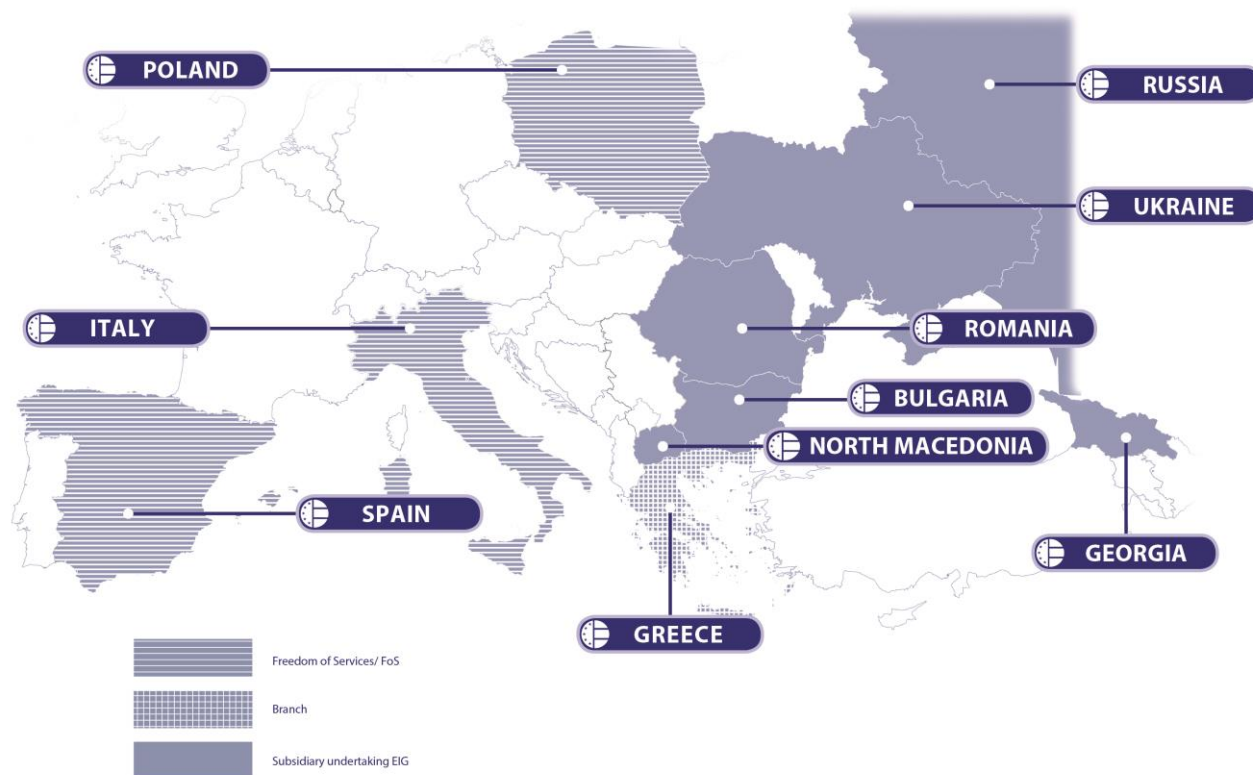 POLAND
RUSSIA
UKRAINE
ITALY
ROMANIA
BULGARIA
NORTH MACEDONIA
SPAIN
GEORGIA
GREECE
Freedom of Services/ FoS
Branch
Subsidiary undertaking EIG